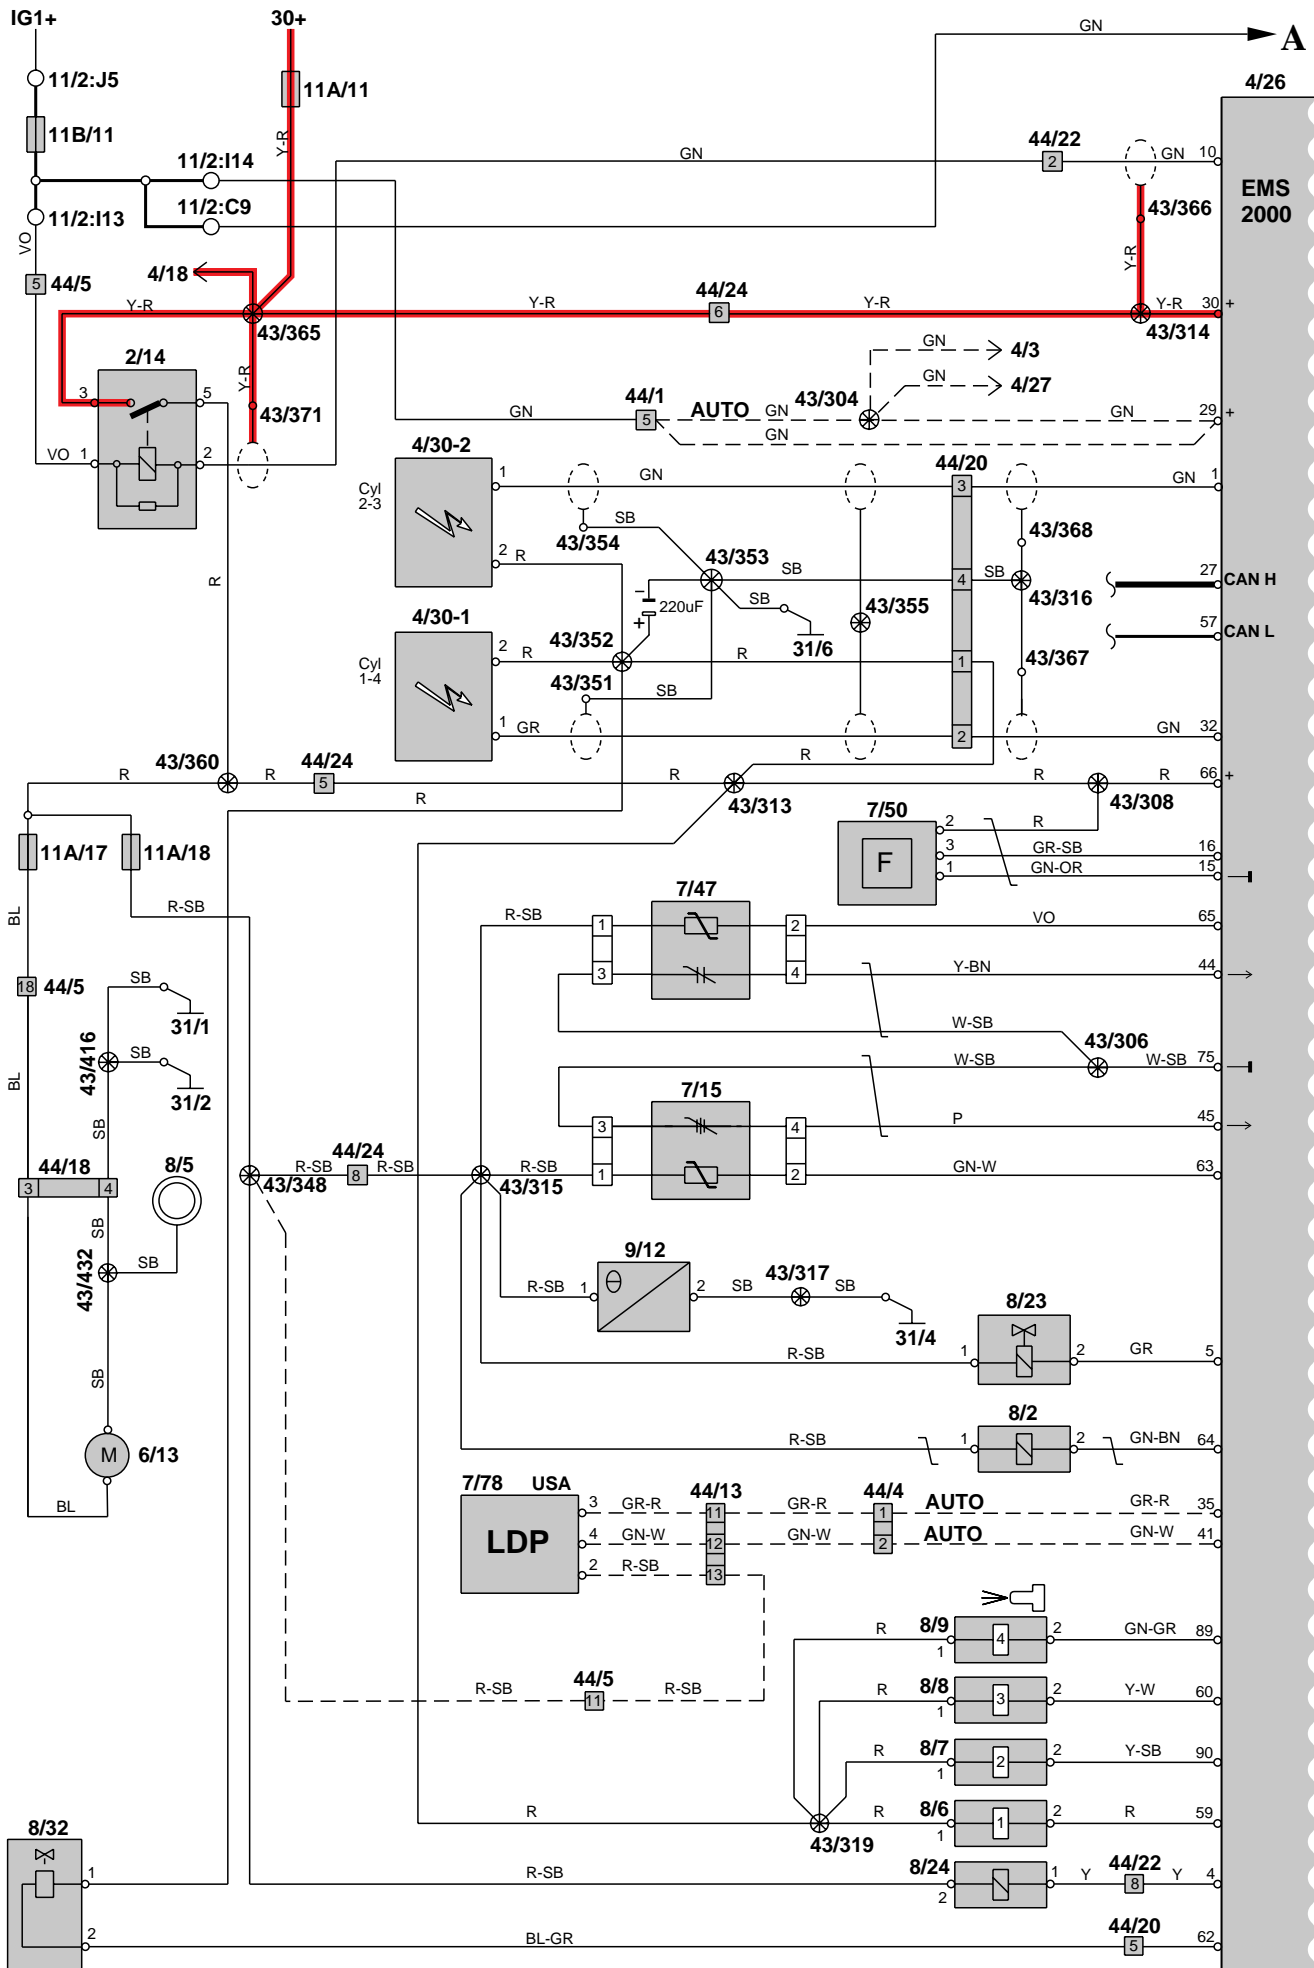 IG1+
30+
GN
A
11/2:J5
11A/11
4/26
11B/11
Y-R
44/22
11/2:I14
GN
2
GN
10
EMS
2000
11/2:C9
43/366
11/2:I13
VO
Y-R
4/18
44/5
5
44/24
Y-R
Y-R
6
Y-R
Y-R
30
+
43/365
43/314
2/14
GN
4/3
Y-R
GN
4/27
3
5
43/371
44/1
AUTO
GN
43/304
GN
5
GN
GN
29
+
VO
1
2
4/30-2
44/20
1
GN
3
GN
1
Cyl
2-3
SB
43/354
43/368
2
R
43/353
SB
4
SB
27
CAN H
R
–
220uF
+
SB
43/355
43/316
57
CAN L
4/30-1
43/352
31/6
2
R
R
1
43/367
Cyl
1-4
43/351
SB
1
GR
2
GN
32
43/360
44/24
R
R
R
5
R
R
R
66
+
R
43/313
43/308
7/50
2
R
11A/17
11A/18
F
3
GR-SB
16
1
GN-OR
15
7/47
BL
R-SB
R-SB
1
2
VO
65
3
4
Y-BN
44
18
44/5
SB
31/1
W-SB
43/306
43/416
SB
W-SB
W-SB
75
BL
31/2
7/15
SB
3
4
P
45
44/18
8/5
44/24
R-SB
R-SB
R-SB
1
2
GN-W
63
3
4
43/348
8
43/315
SB
43/432
SB
9/12
43/317
R-SB
1
2
SB
SB
8/23
31/4
SB
R-SB
1
2
GR
5
8/2
M
6/13
R-SB
1
2
GN-BN
64
7/78
USA
44/13
44/4
BL
3
GR-R
11
GR-R
1
AUTO
GR-R
35
LDP
4
GN-W
12
GN-W
2
AUTO
GN-W
41
2
R-SB
13
R
8/9
4
2
GN-GR
89
1
44/5
R-SB
11
R-SB
R
8/8
3
2
Y-W
60
1
R
8/7
2
2
Y-SB
90
1
R
R
8/6
1
2
R
59
1
8/32
43/319
8/24
44/22
1
R-SB
2
1
Y
8
Y
4
44/20
2
BL-GR
5
62